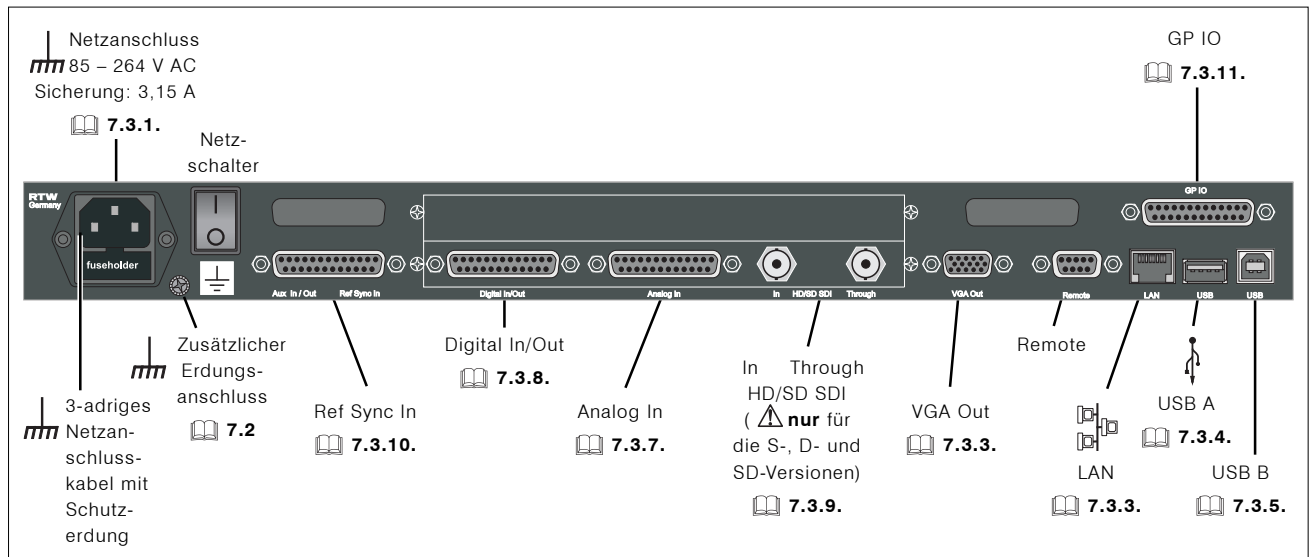 Netzanschluss
85 – 264 V AC
Sicherung: 3,15 A
7.3.1.
Netz-
schalter
GP IO
7.3.11.
RTW
Germany
fuseholder
GP IO
Aux In / Out
Ref Sync In
Digital In/Out
Analog In
In
HD/SD SDI
Through
VGA Out
Remote
LAN
USB
USB
3-adriges
Netzan-
schluss-
kabel mit
Schutz-
erdung
Zusätzlicher
Erdungs-
anschluss
7.2
Ref Sync In
7.3.10.
Digital In/Out
7.3.8.
Analog In
7.3.7.
In Through
HD/SD SDI
( nur für
die S-, D- und
SD-Versionen)
7.3.9.
VGA Out
7.3.3.
Remote
LAN
7.3.3.
USB A
7.3.4.
USB B
7.3.5.